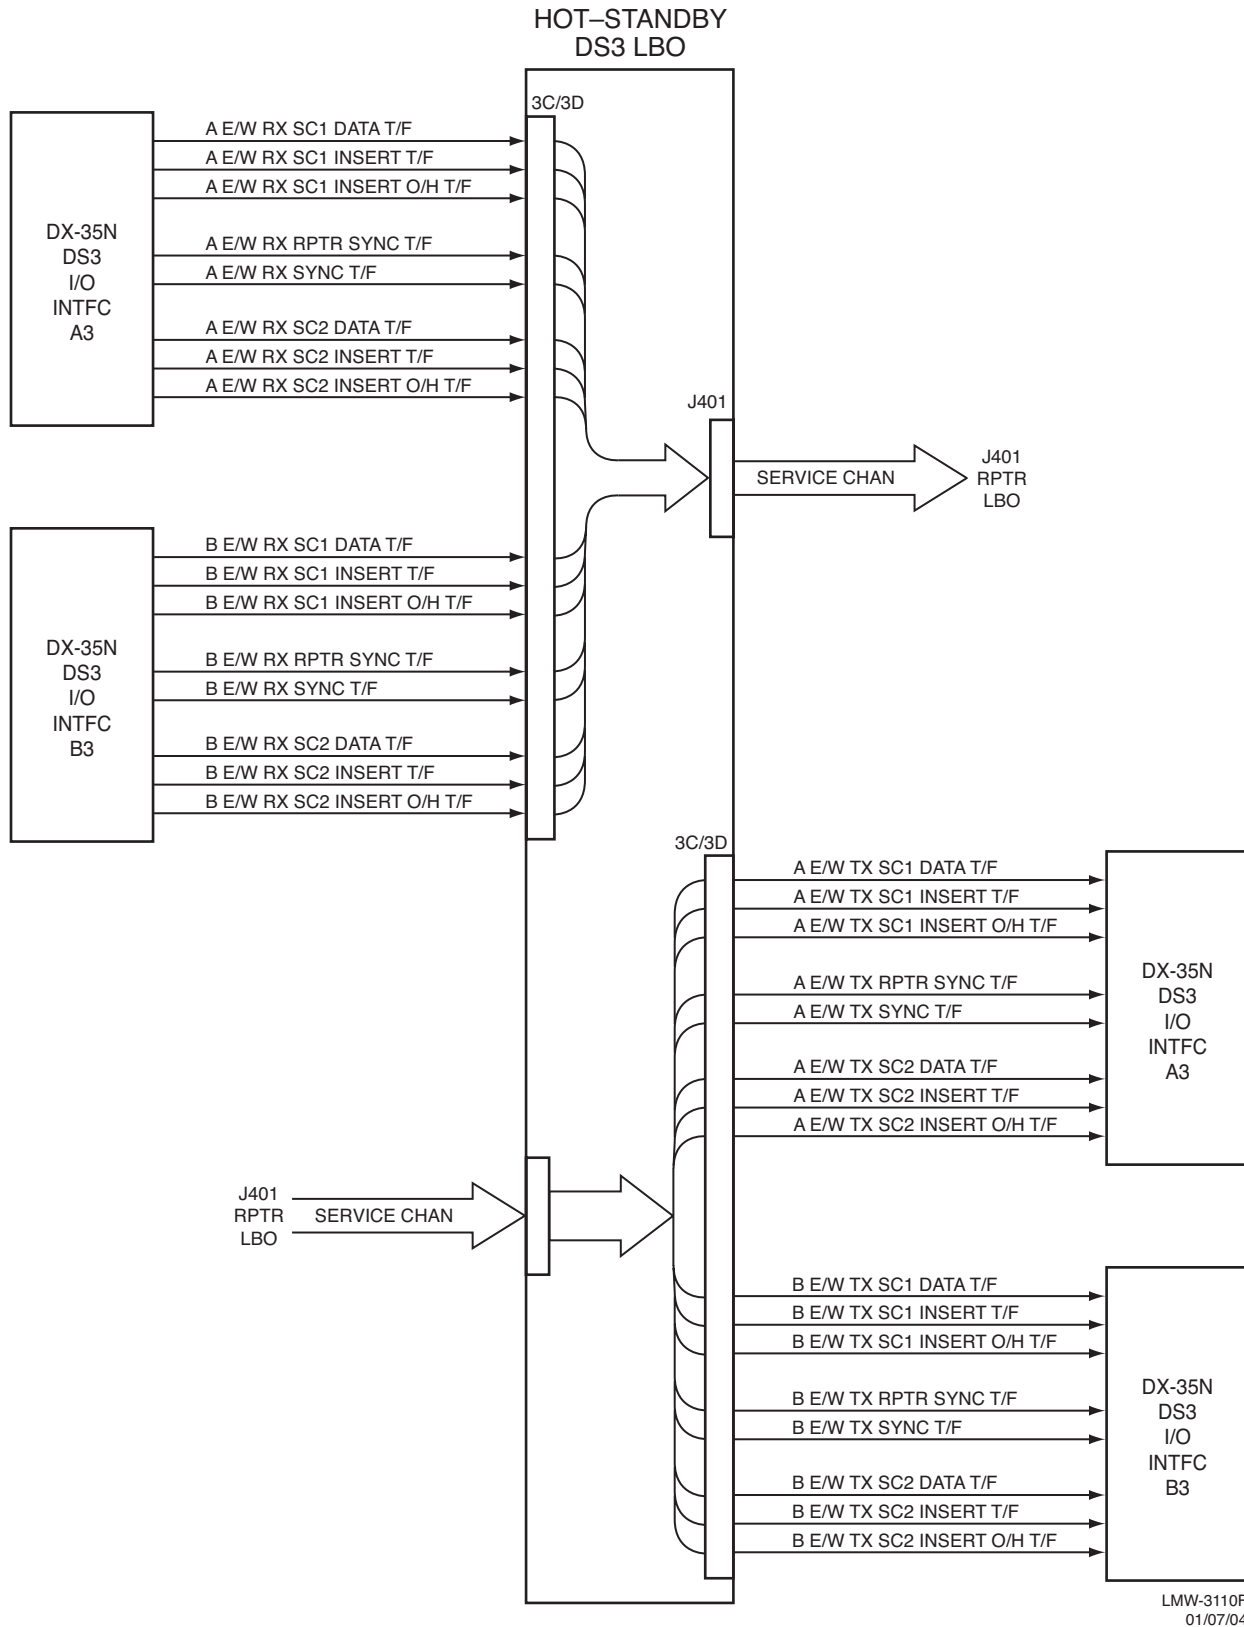 HOT–STANDBY
DS3 LBO
3C/3D
DX-35N
DS3
I/O
INTFC
A3
A E/W RX SC1 DATA T/F
A E/W RX SC1 INSERT T/F
A E/W RX SC1 INSERT O/H T/F
A E/W RX RPTR SYNC T/F
A E/W RX SYNC T/F
A E/W RX SC2 DATA T/F
A E/W RX SC2 INSERT T/F
A E/W RX SC2 INSERT O/H T/F
J401
SERVICE CHAN
J401
RPTR
LBO
DX-35N
DS3
I/O
INTFC
B3
B E/W RX SC1 DATA T/F
B E/W RX SC1 INSERT T/F
B E/W RX SC1 INSERT O/H T/F
B E/W RX RPTR SYNC T/F
B E/W RX SYNC T/F
B E/W RX SC2 DATA T/F
B E/W RX SC2 INSERT T/F
B E/W RX SC2 INSERT O/H T/F
3C/3D
A E/W TX SC1 DATA T/F
A E/W TX SC1 INSERT T/F
A E/W TX SC1 INSERT O/H T/F
A E/W TX RPTR SYNC T/F
A E/W TX SYNC T/F
A E/W TX SC2 DATA T/F
A E/W TX SC2 INSERT T/F
A E/W TX SC2 INSERT O/H T/F
DX-35N
DS3
I/O
INTFC
A3
J401
RPTR
LBO
SERVICE CHAN
B E/W TX SC1 DATA T/F
B E/W TX SC1 INSERT T/F
B E/W TX SC1 INSERT O/H T/F
B E/W TX RPTR SYNC T/F
B E/W TX SYNC T/F
B E/W TX SC2 DATA T/F
B E/W TX SC2 INSERT T/F
B E/W TX SC2 INSERT O/H T/F
DX-35N
DS3
I/O
INTFC
B3
LMW-3110F
01/07/04